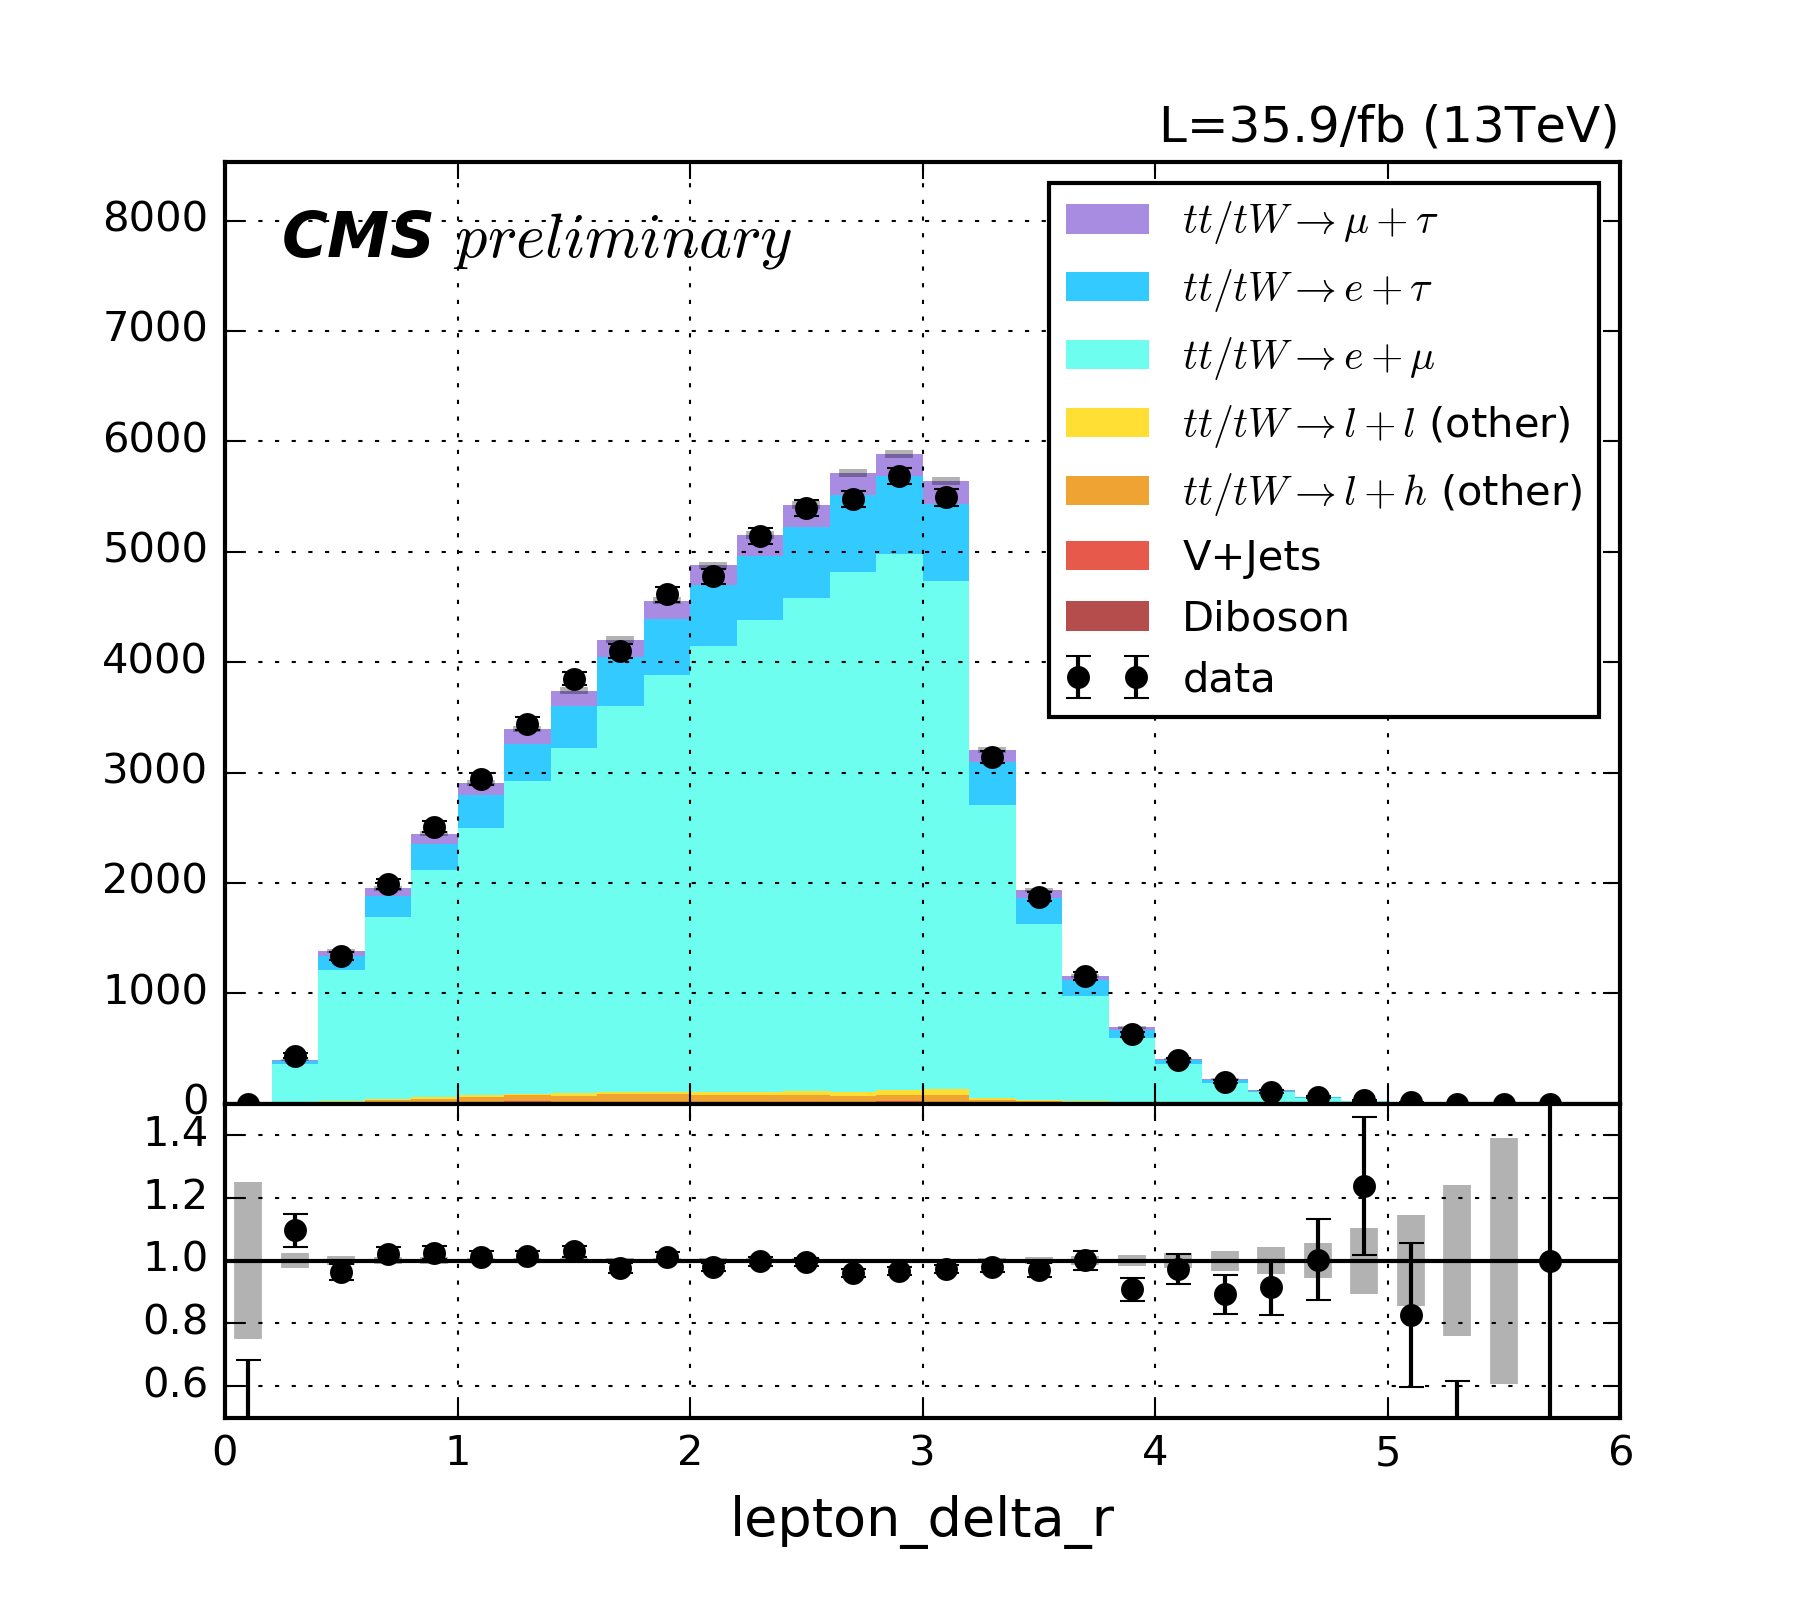 L=35.9/fb (13TeV)
CMS preliminary
8000
7000
6000
5000
4000
3000
2000
1000
0
tt/tW→μ+τ
tt/tW→e+τ
tt/tW→e+μ
tt/tW→l+l (other)
tt/tW→l+h (other)
V+Jets
Diboson
data
1.4
1.2
1.0
0.8
0.6
0 1 2 3 4 5 6
lepton_delta_r